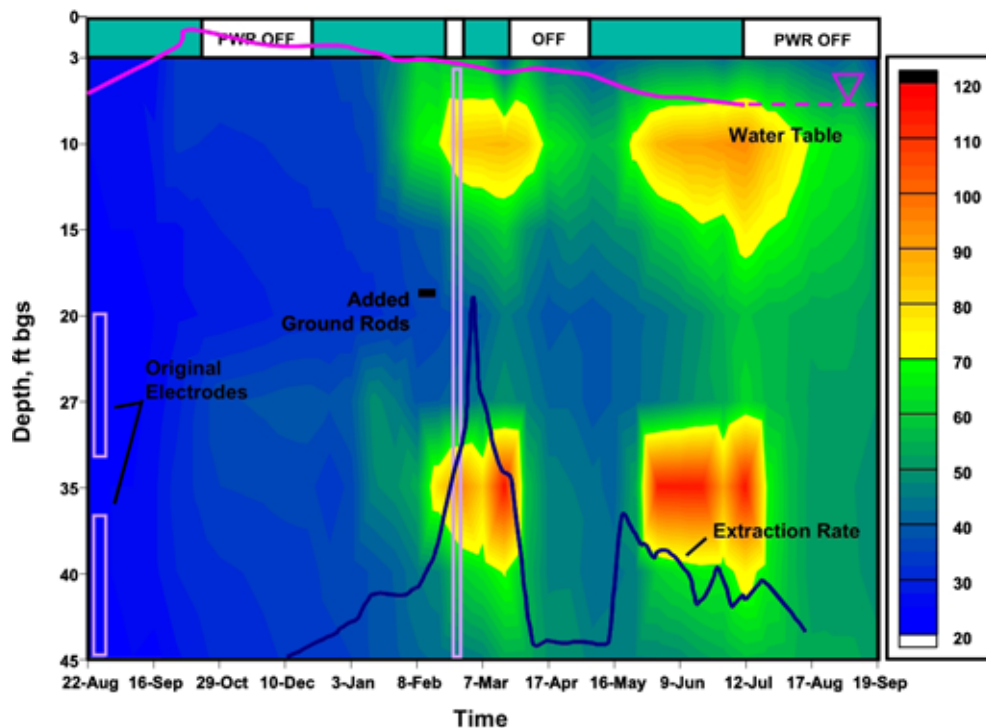 0
PWR OFF
OFF
PWR OFF
3
10
15
20
27
35
40
45
Depth, ft bgs
Water Table
Added
Ground Rods
Original
Electrodes
Extraction Rate
120
110
100
90
80
70
60
50
40
30
20
22-Aug 16-Sep 29-Oct 10-Dec 3-Jan 8-Feb 7-Mar 17-Apr 16-May 9-Jun 12-Jul 17-Aug 19-Sep
Time